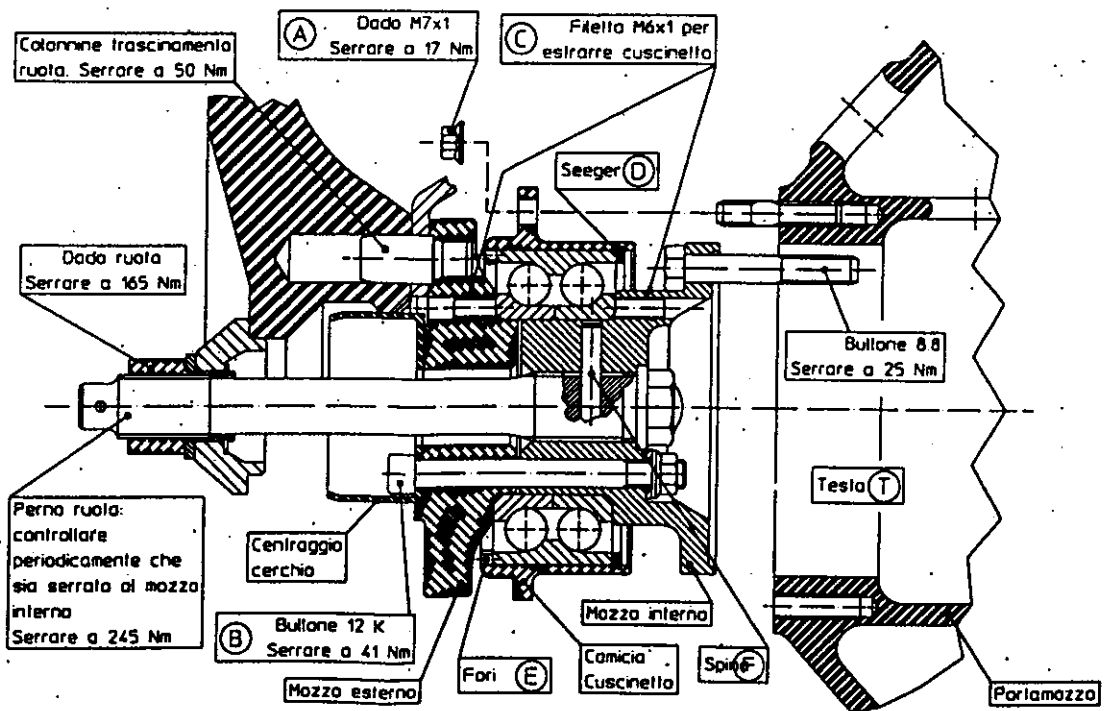 A
Dado M7x1
Serrare a 17 Nm
C
Filetto M6x1 per
estrarre cuscinetto
Colonnine trascinamento
ruota. Serrare a 50 Nm
Seeger D
Dado ruota
Serrare a 165 Nm
Bullone 8.8
Serrare a 25 Nm
Testa T
Perno ruota:
controllare
periodicamente che
sia serrato al mozzo
interno
Serrare a 245 Nm
Centraggio
cerchio
B
Bullone 12 K
Serrare a 41 Nm
Mozzo esterno
Fori E
Camicia
Cuscinetto
Mozzo interno
Spina F
Portamozzo